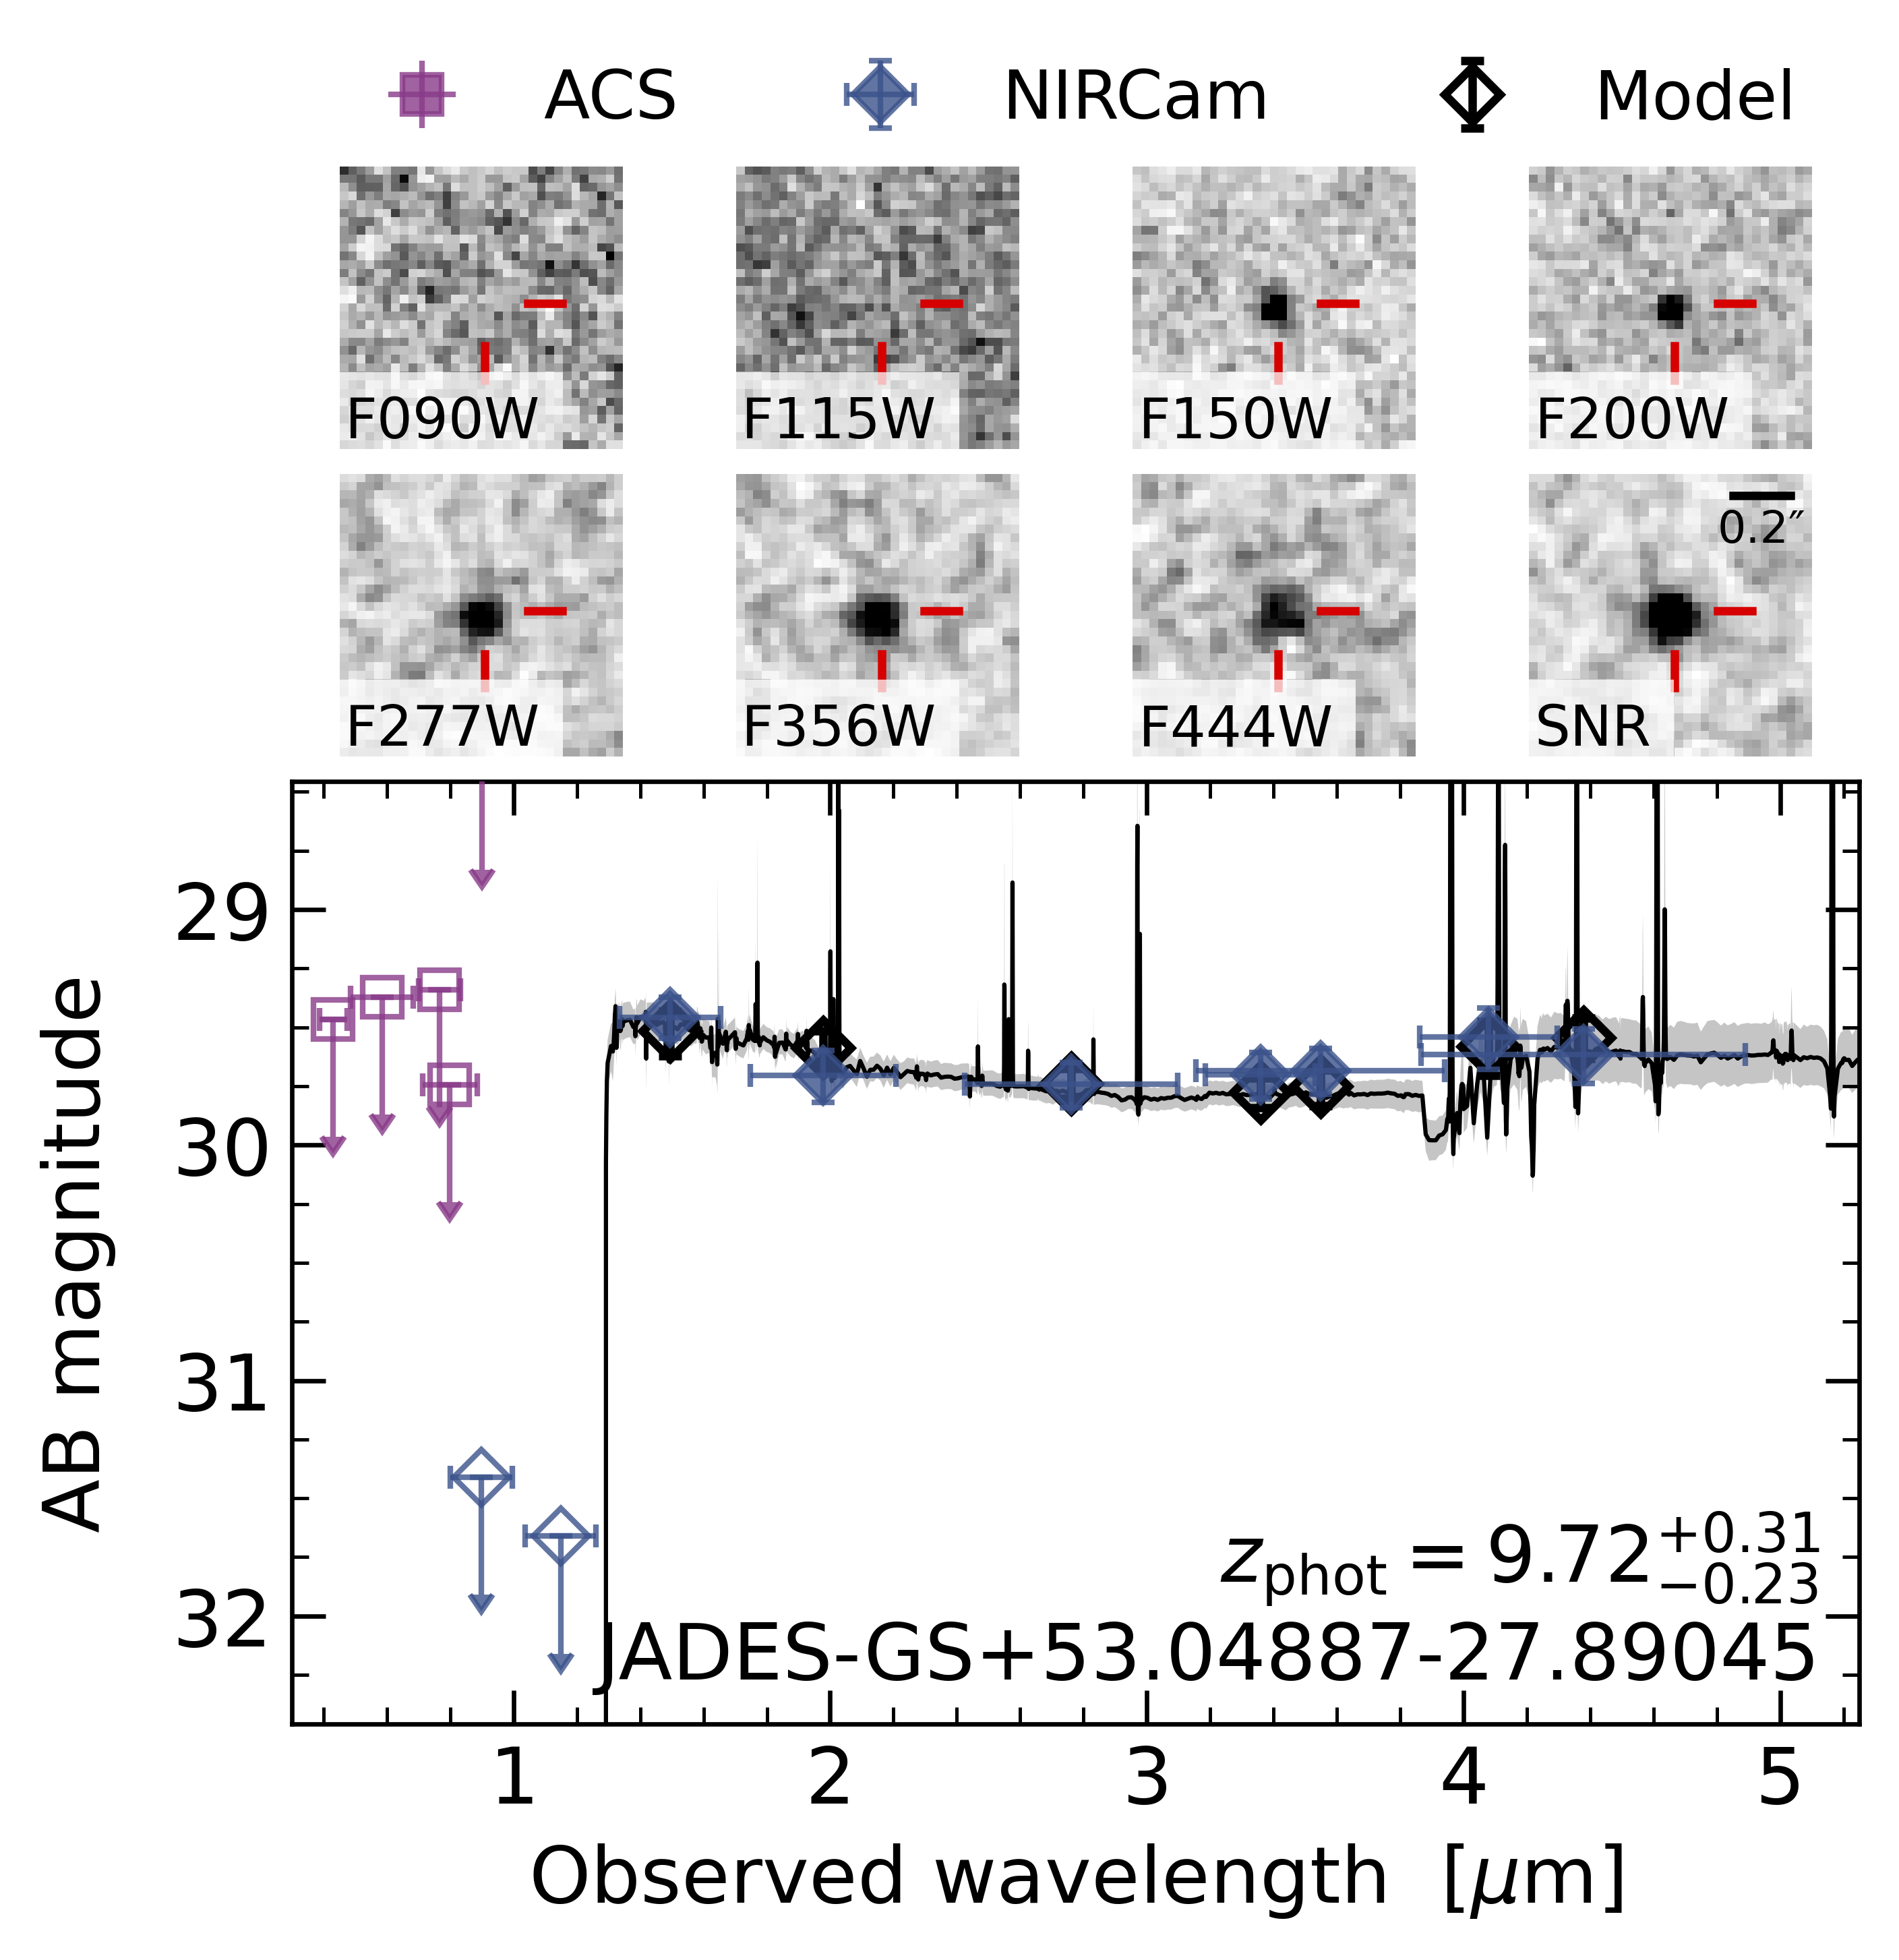 ACS NIRCam Model
F090W F115W F150W F200W
0.2″
F277W F356W F444W SNR
29
30
31
32
AB magnitude
z_phot = 9.72^{+0.31}_{−0.23}
JADES-GS+53.04887-27.89045
1 2 3 4 5
Observed wavelength [μm]